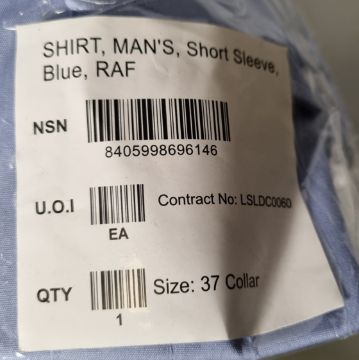 SHIRT, MAN'S, Short Sleeve,
Blue, RAF
NSN
8405998696146
U.O.I
EA
Contract No: LSLDC0060
QTY
1
Size: 37 Collar